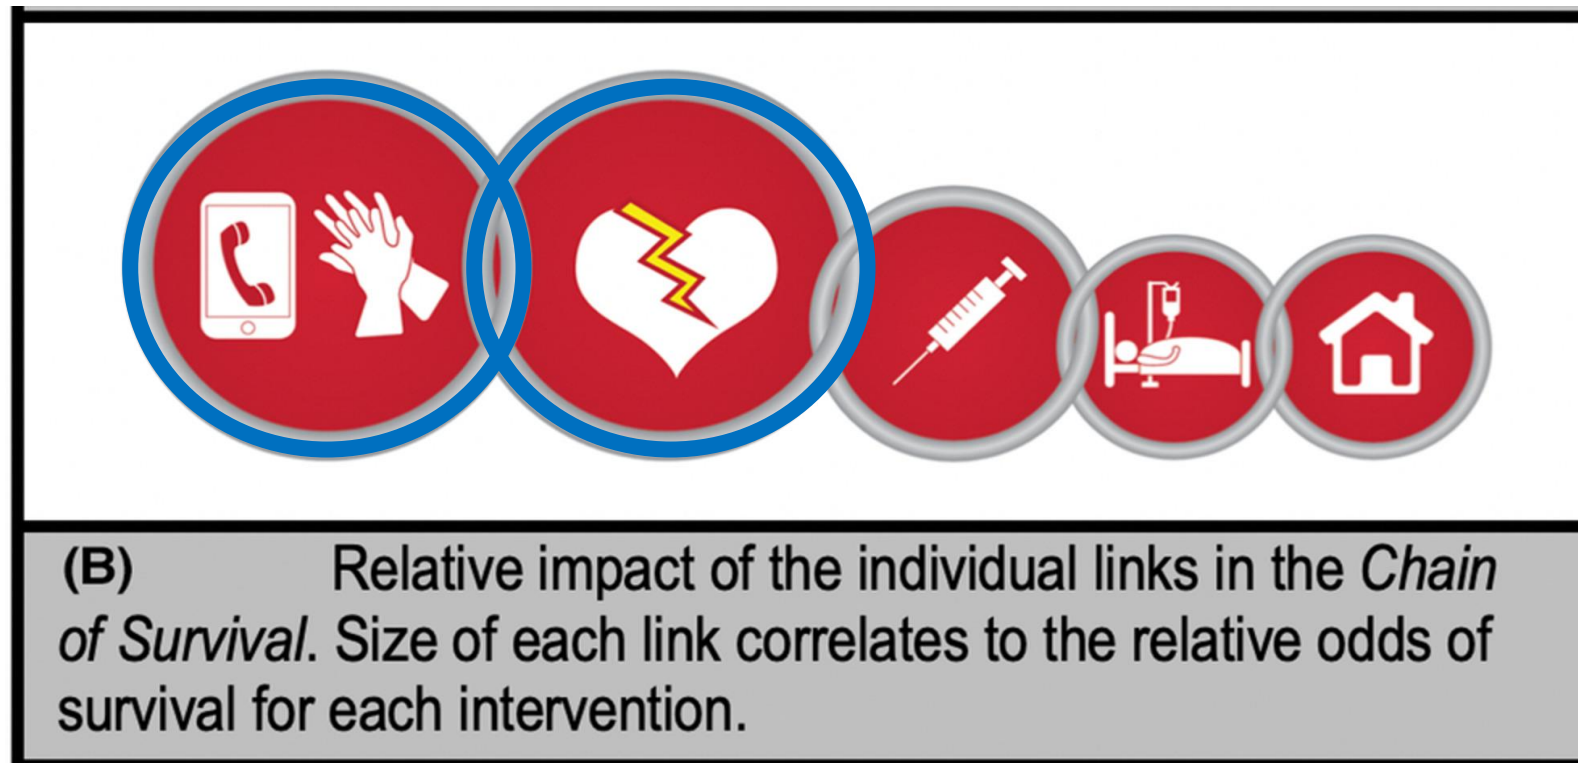 (B) Relative impact of the individual links in the Chain
of Survival. Size of each link correlates to the relative odds of
survival for each intervention.